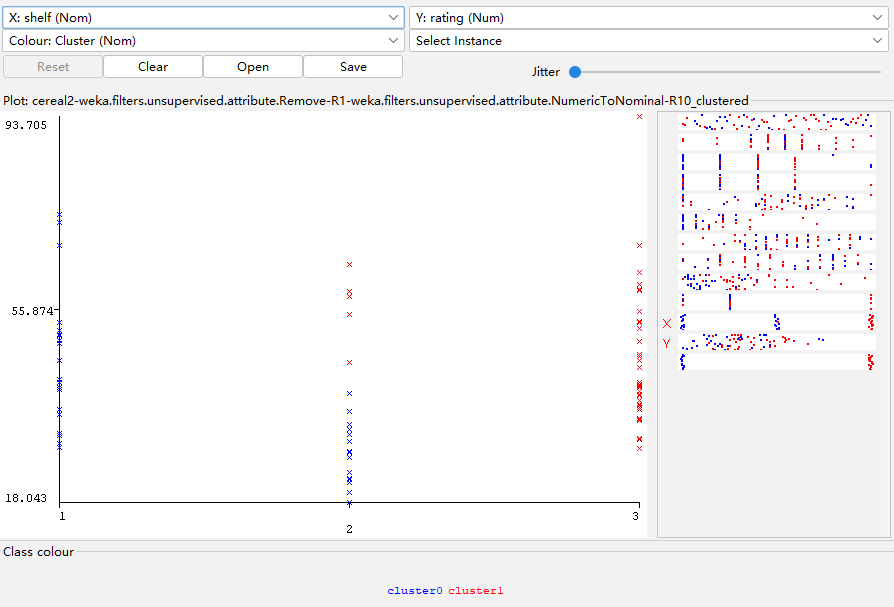 X: shelf (Nom)
Y: rating (Num)
Colour: Cluster (Nom)
Select Instance
Reset
Clear
Open
Save
Jitter
Plot: cereal2-weka.filters.unsupervised.attribute.Remove-R1-weka.filters.unsupervised.attribute.NumericToNominal-R10_clustered
93.705
55.874
18.043
1
2
3
X
Y
Class colour
cluster0 cluster1